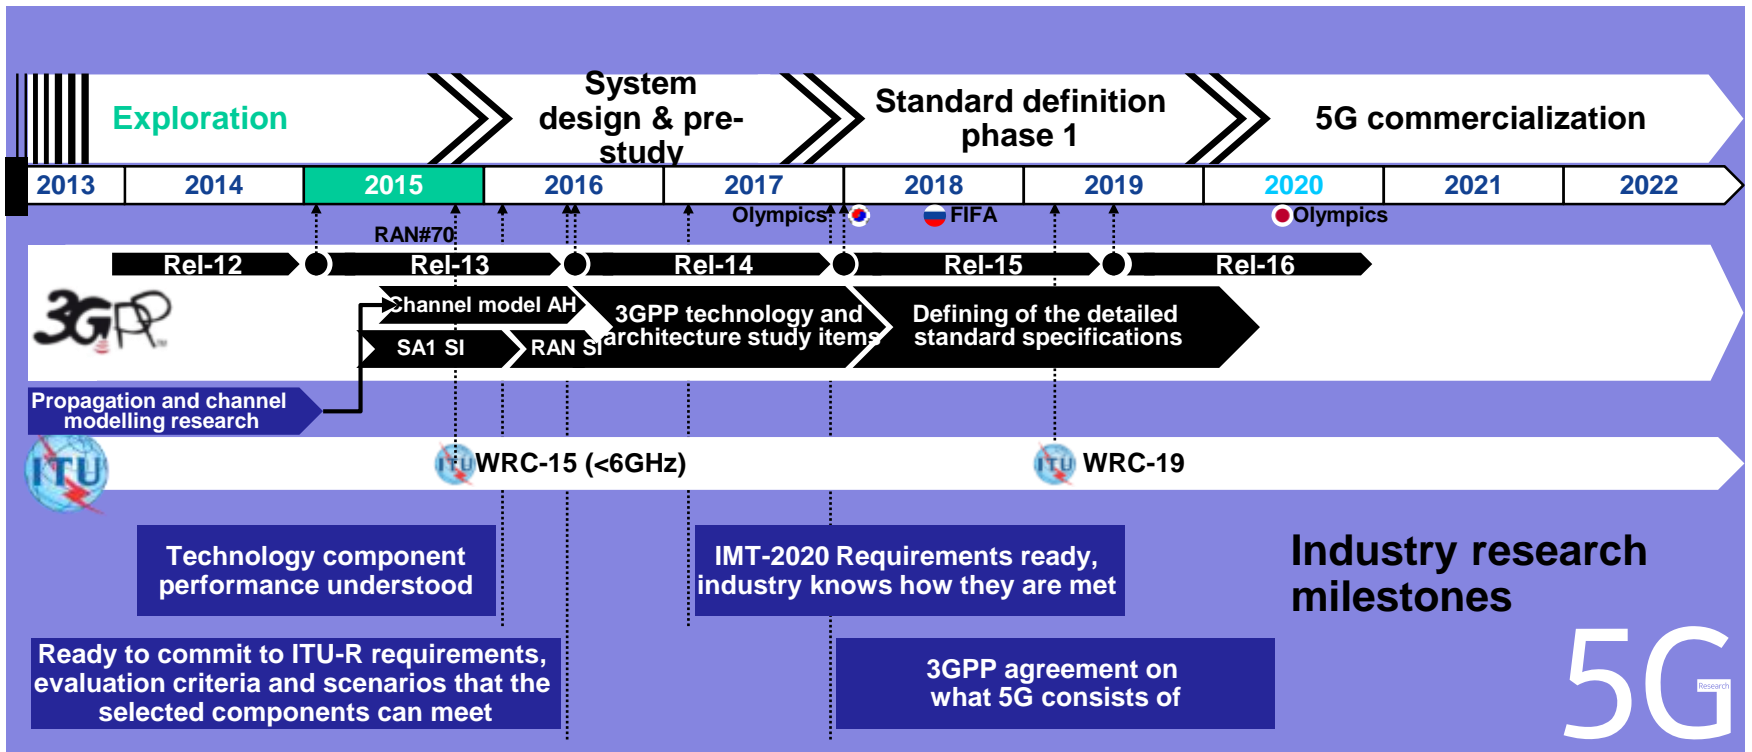 Exploration
System
design & pre-
study
Standard definition
phase 1
5G commercialization
2013 2014 2015 2016 2017 2018 2019 2020 2021 2022
Olympics FIFA Olympics
RAN#70
Rel-12 Rel-13 Rel-14 Rel-15 Rel-16
3GPP
TM
Channel model AH
SA1 SI
RAN SI
3GPP technology and
architecture study items
Defining of the detailed
standard specifications
Propagation and channel
modelling research
ITU
ITU WRC-15 (<6GHz)
ITU WRC-19
Technology component
performance understood
IMT-2020 Requirements ready,
industry knows how they are met
Industry research
milestones
Ready to commit to ITU-R requirements,
evaluation criteria and scenarios that the
selected components can meet
3GPP agreement on
what 5G consists of
5G
Research